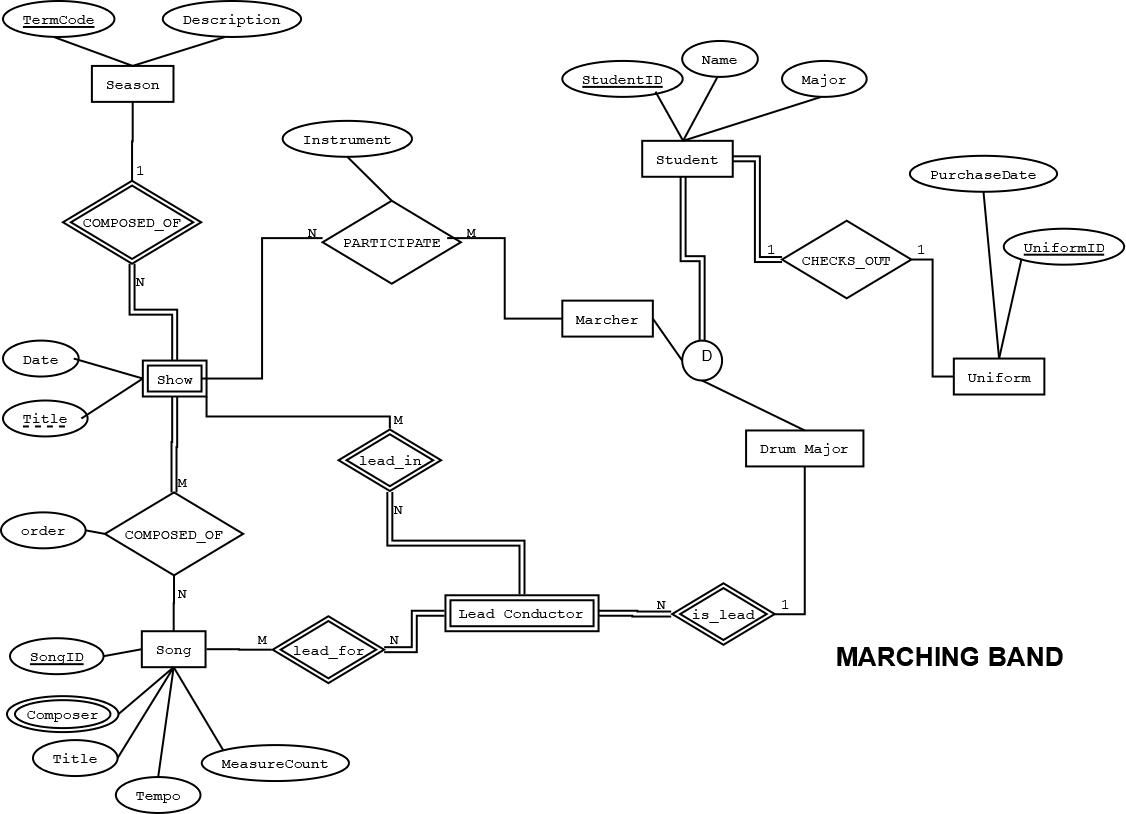 TermCode
Description
Season
1
COMPOSED_OF
N
Instrument
N
PARTICIPATE
M
StudentID
Name
Major
Student
PurchaseDate
UniformID
1
CHECKS_OUT
1
Uniform
Marcher
D
Drum Major
Date
Show
Title
M
lead_in
N
M
order
COMPOSED_OF
N
Lead Conductor
N
is_lead
1
Song
M
lead_for
N
SongID
Composer
Title
Tempo
MeasureCount
MARCHING BAND